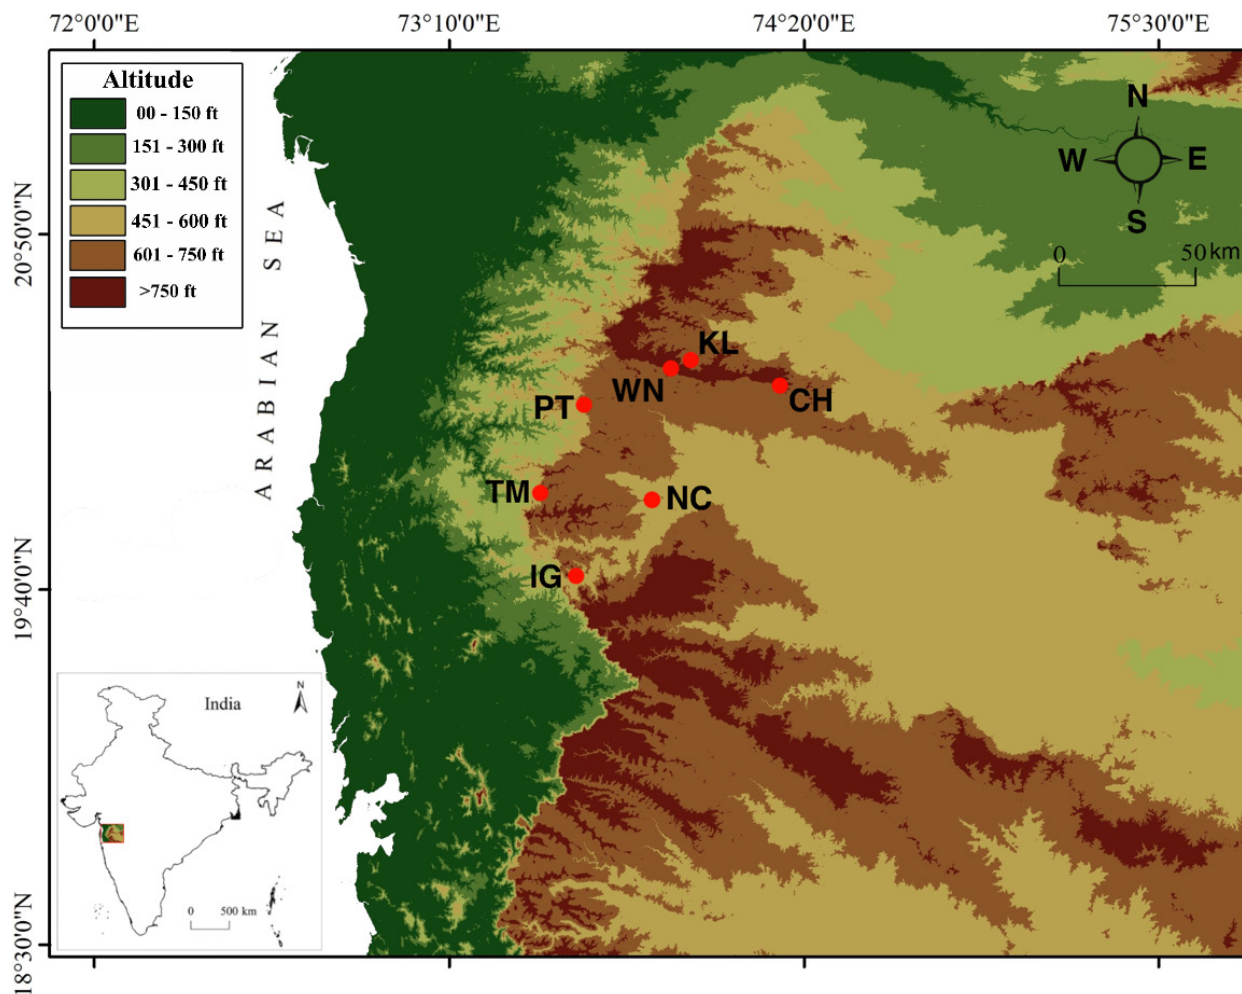 72°0'0"E
73°10'0"E
74°20'0"E
75°30'0"E
Altitude
00 - 150 ft
151 - 300 ft
301 - 450 ft
451 - 600 ft
601 - 750 ft
>750 ft
N
W
E
S
0
50 km
20°50'0"N
19°40'0"N
18°30'0"N
ARABIAN SEA
KL
WN
CH
PT
TM
NC
IG
India
N
0
500 km